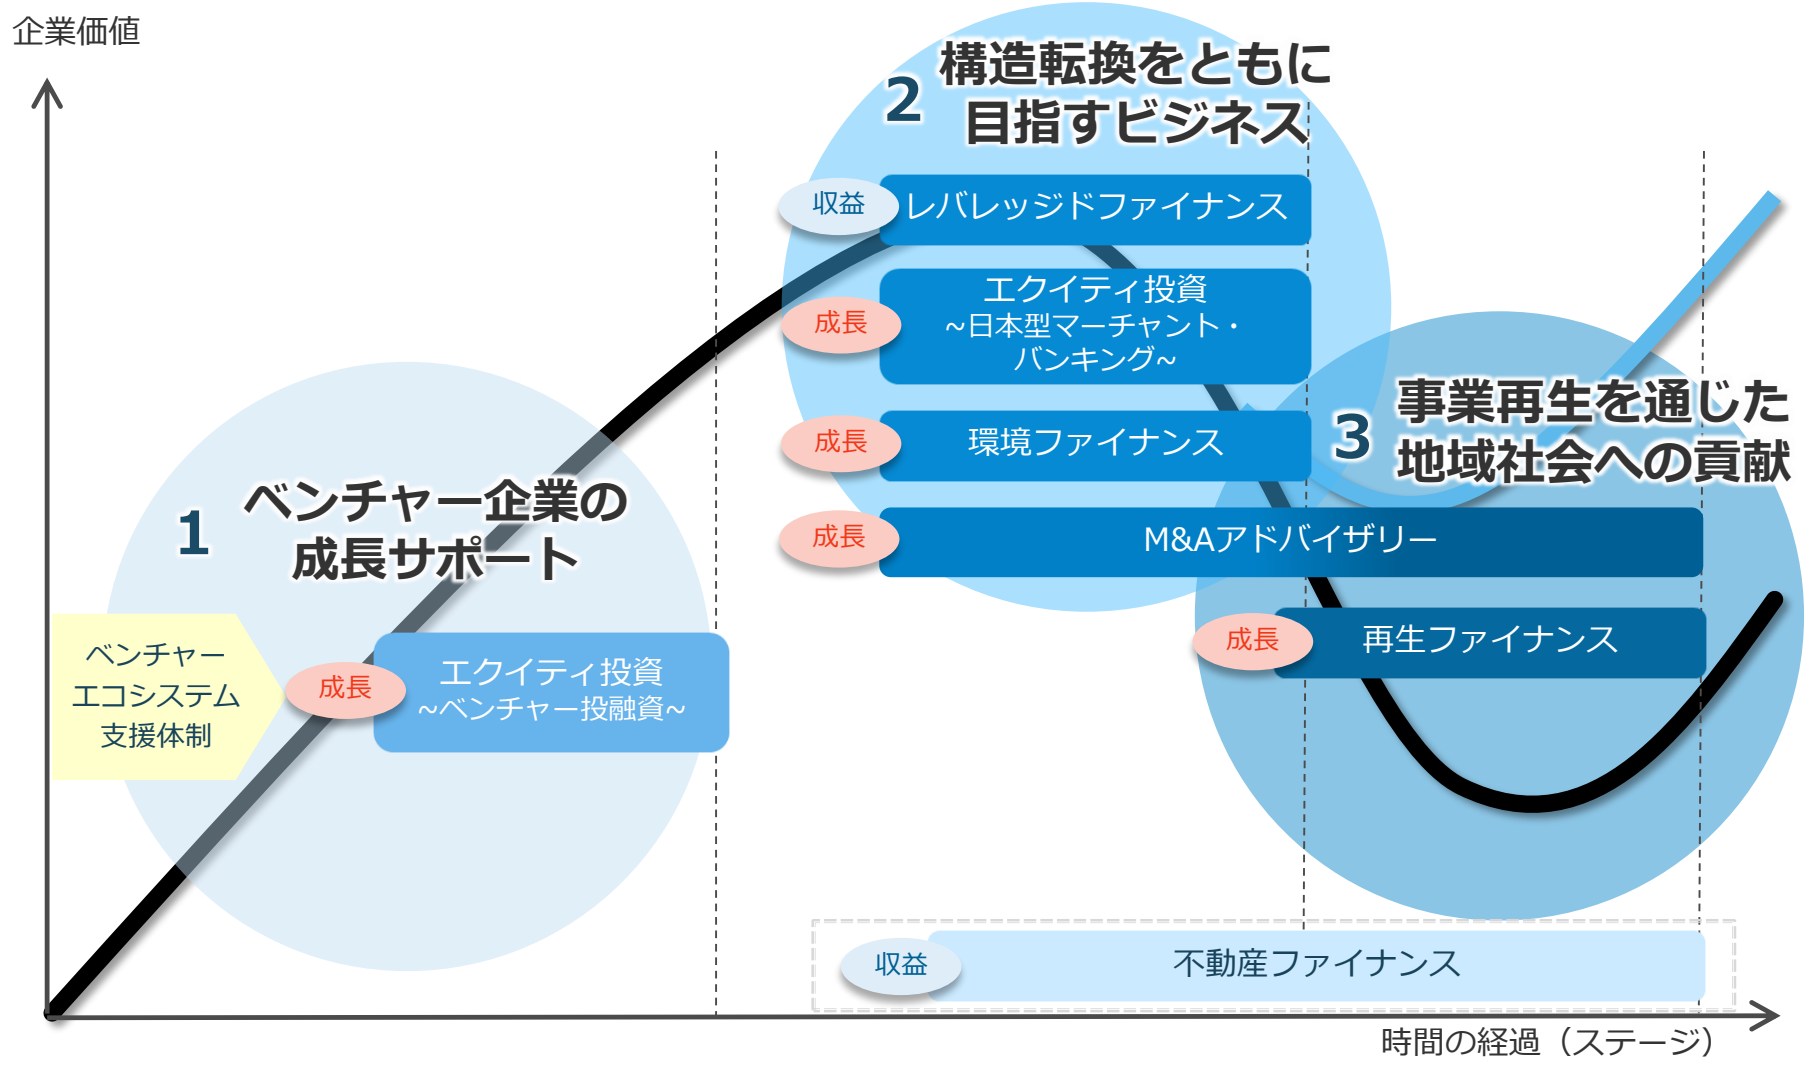 企業価値
2
構造転換をともに
目指すビジネス
収益
レバレッジドファイナンス
成長
エクイティ投資
~日本型マーチャント・
バンキング~
成長
環境ファイナンス
成長
M&Aアドバイザリー
3
事業再生を通じた
地域社会への貢献
成長
再生ファイナンス
1
ベンチャー企業の
成長サポート
ベンチャー
エコシステム
支援体制
成長
エクイティ投資
~ベンチャー投融資~
収益
不動産ファイナンス
時間の経過（ステージ）